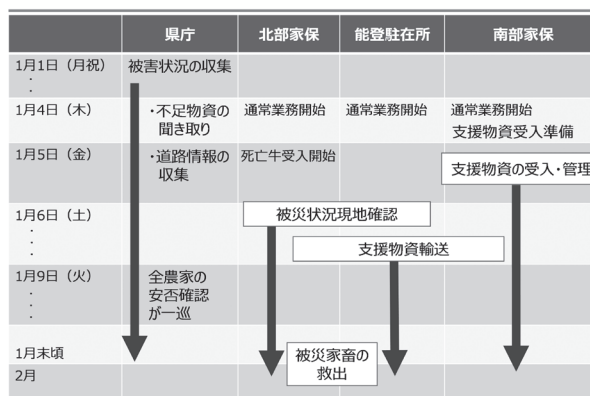 県庁 北部家保 能登駐在所 南部家保
1月1日（月祝） 被害状況の収集
・
・
1月4日（木） ・不足物資の 通常業務開始 通常業務開始 通常業務開始
聞き取り 支援物資受入準備
1月5日（金） ・道路情報の 死亡牛受入開始
収集 支援物資の受入・管理
1月6日（土） 被災状況現地確認
・
・
・
支援物資輸送
1月9日（火） 全農家の
・ 安否確認
・ が一巡
・
1月末頃 被災家畜の
2月 救出